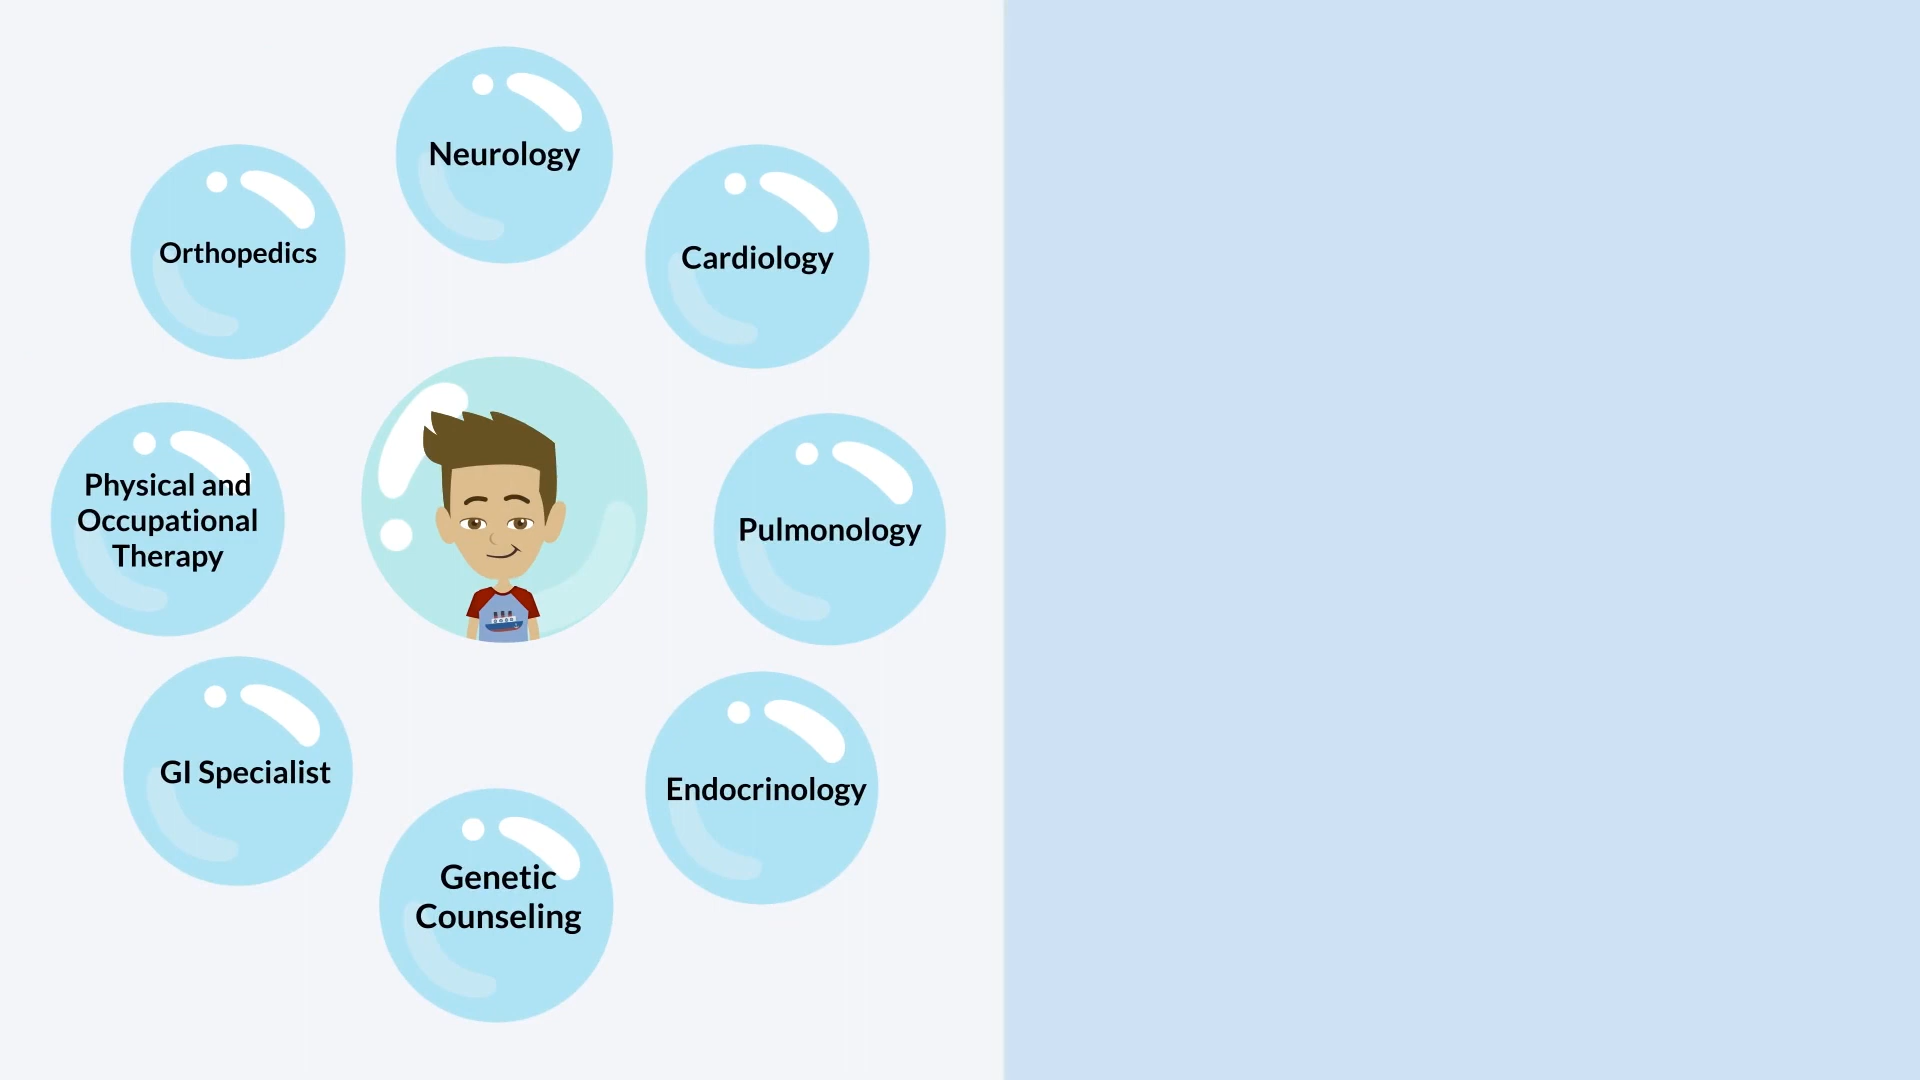 Neurology
Orthopedics
Cardiology
Physical and
Occupational
Therapy
Pulmonology
GI Specialist
Endocrinology
Genetic
Counseling